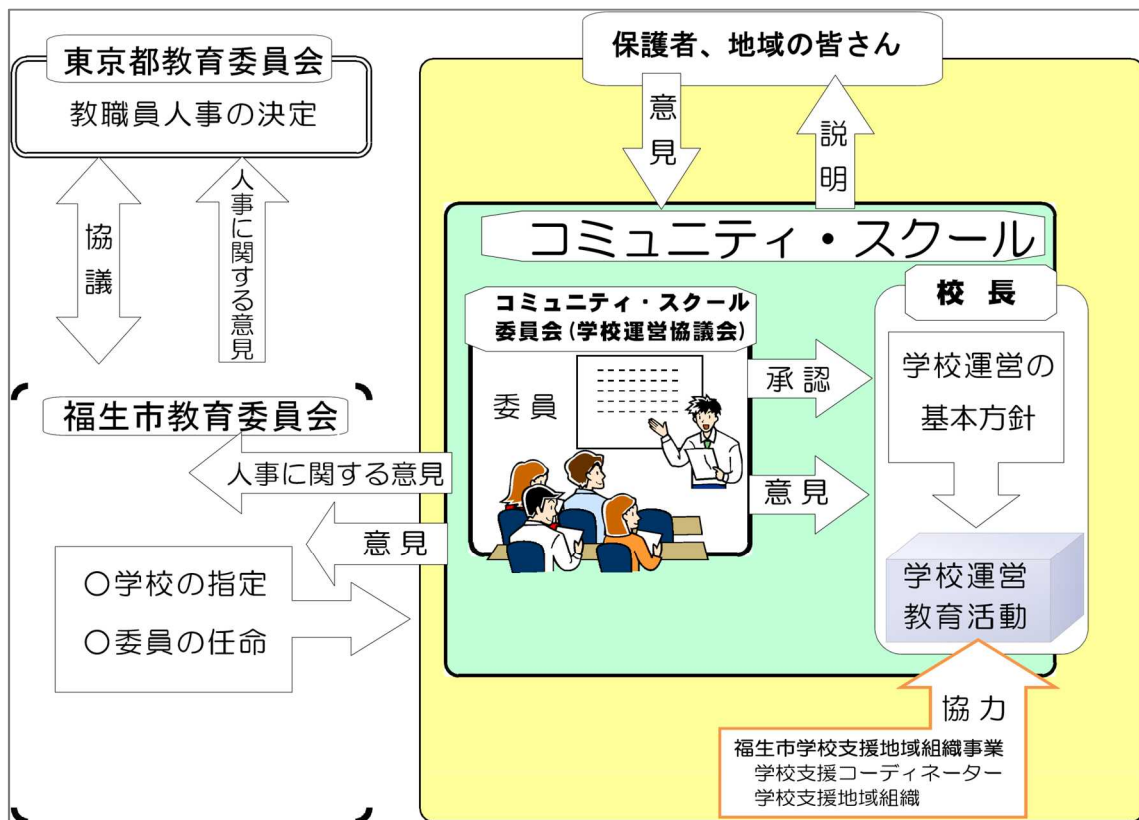 東京都教育委員会
教職員人事の決定
協議
人事に関する意見
福生市教育委員会
人事に関する意見
意見
○学校の指定
○委員の任命
保護者、地域の皆さん
意見
説明
コミュニティ・スクール
コミュニティ・スクール
委員会(学校運営協議会)
委員
承認
意見
校長
学校運営の
基本方針
学校運営
教育活動
協力
福生市学校支援地域組織事業
学校支援コーディネーター
学校支援地域組織